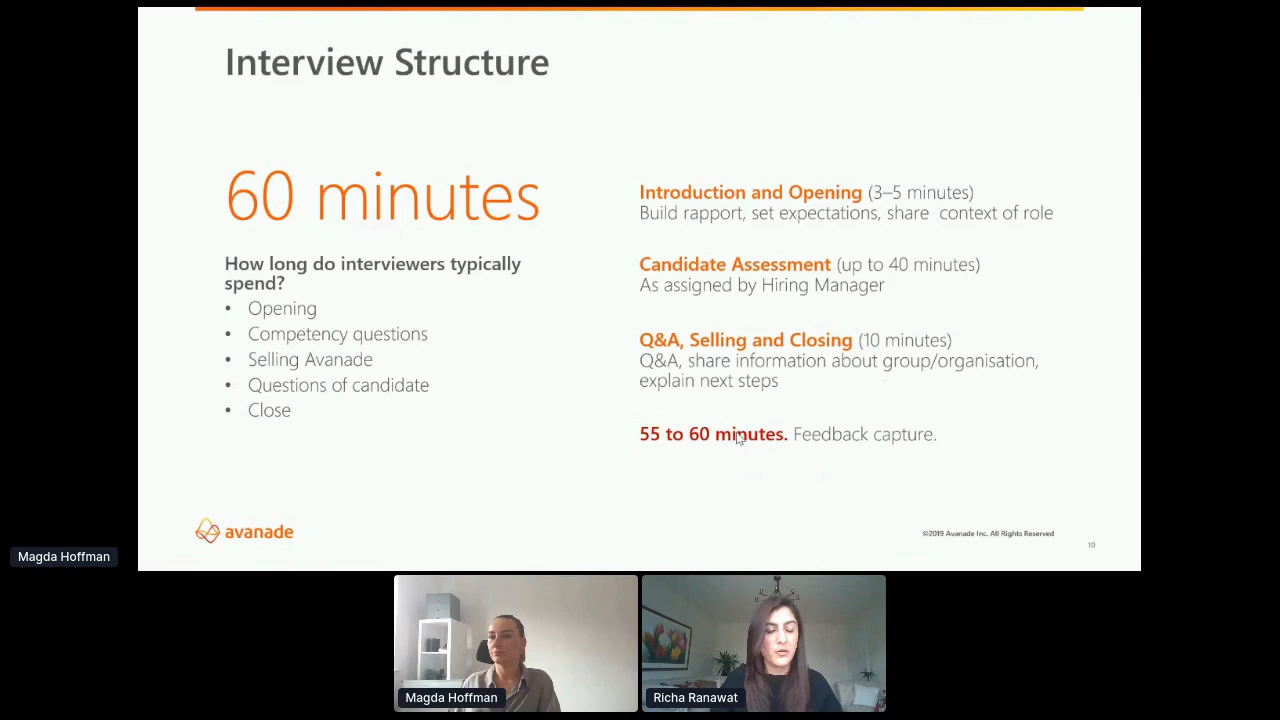 Interview Structure
60 minutes
How long do interviewers typically
spend?
• Opening
• Competency questions
• Selling Avanade
• Questions of candidate
• Close
Introduction and Opening (3–5 minutes)
Build rapport, set expectations, share  context of role
Candidate Assessment (up to 40 minutes)
As assigned by Hiring Manager
Q&A, Selling and Closing (10 minutes)
Q&A, share information about group/organisation,
explain next steps
55 to 60 minutes. Feedback capture.
avanade
©2019 Avanade Inc. All Rights Reserved
10
Magda Hoffman
Magda Hoffman
Richa Ranawat